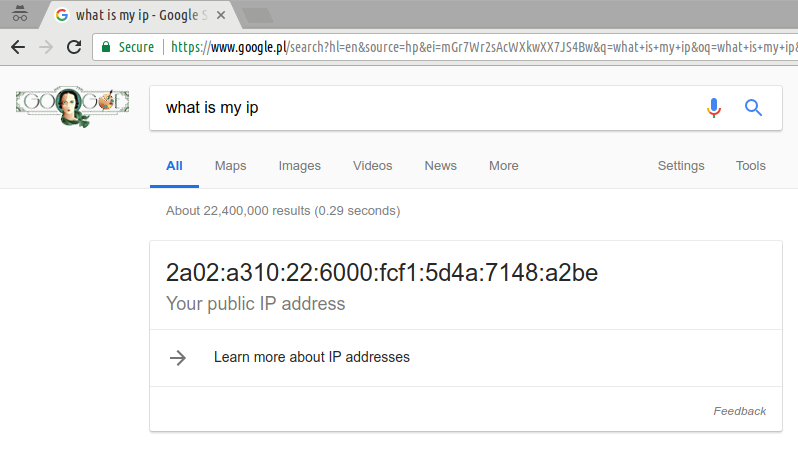 what is my ip - Google S
Secure https://www.google.pl/search?hl=en&source=hp&ei=mGr7Wr2sAcWXkwXX7JS4Bw&q=what+is+my+ip&oq=what+is+my+ip&
GOOGLE
what is my ip
All Maps Images Videos News More Settings Tools
About 22,400,000 results (0.29 seconds)
2a02:a310:22:6000:fcf1:5d4a:7148:a2be
Your public IP address
Learn more about IP addresses
Feedback